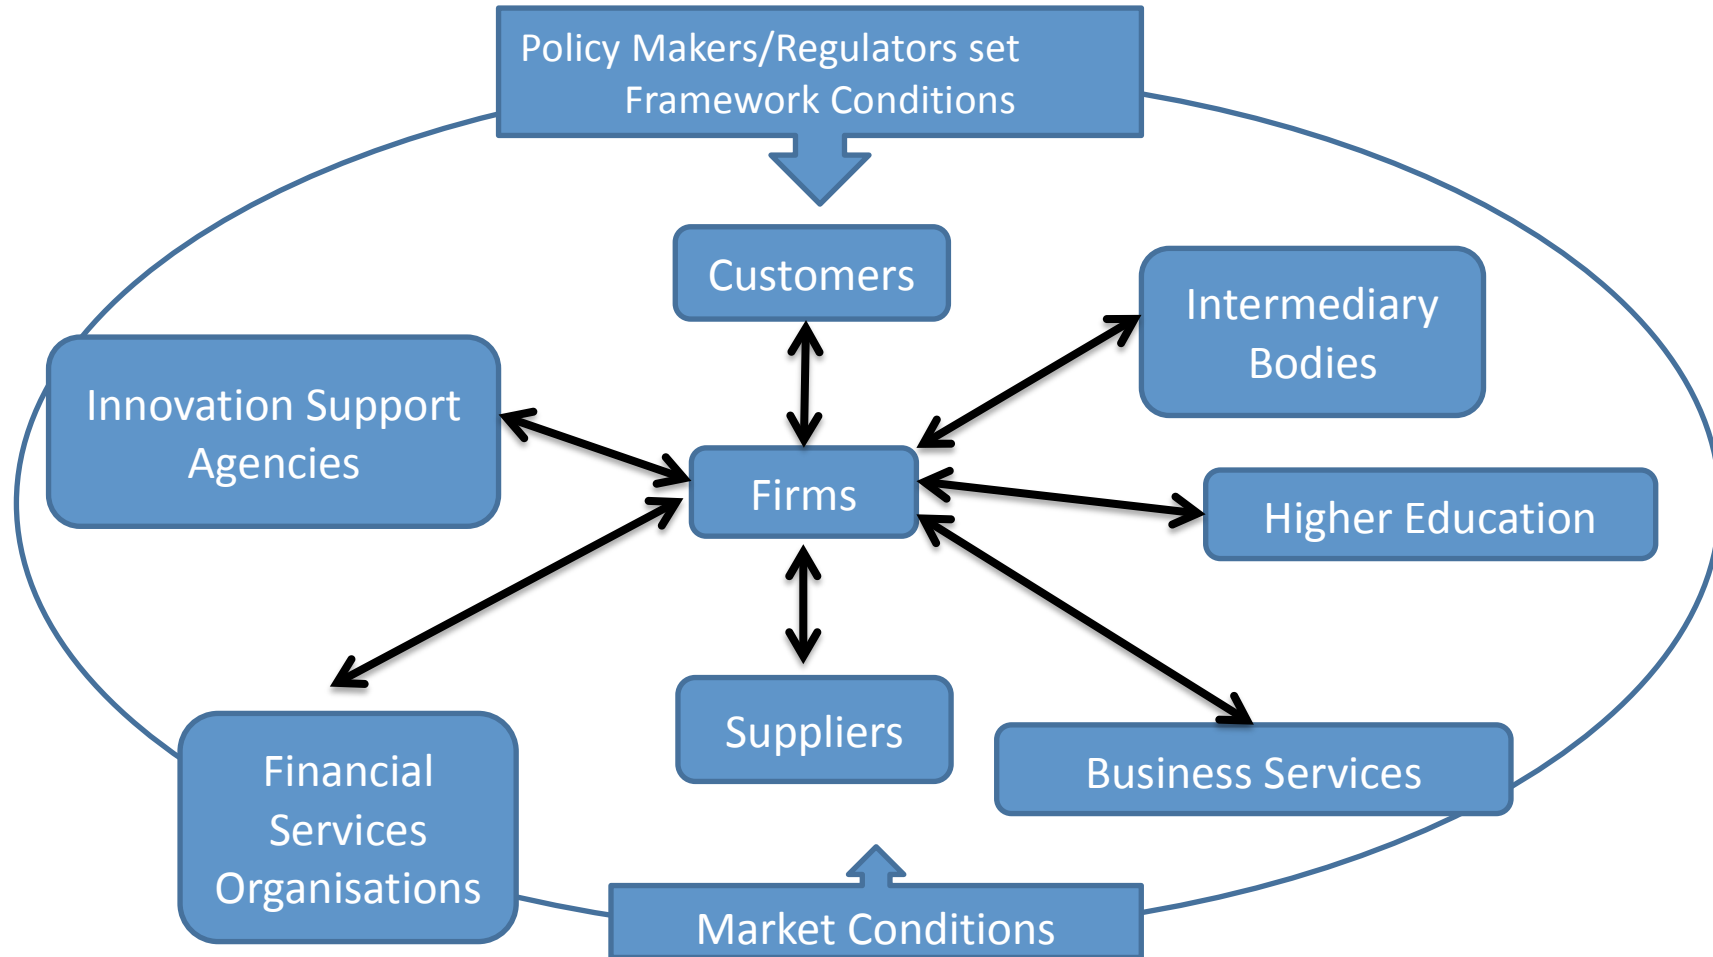 Policy Makers/Regulators set
Framework Conditions
Customers
Intermediary
Bodies
Innovation Support
Agencies
Firms
Higher Education
Suppliers
Business Services
Financial
Services
Organisations
Market Conditions